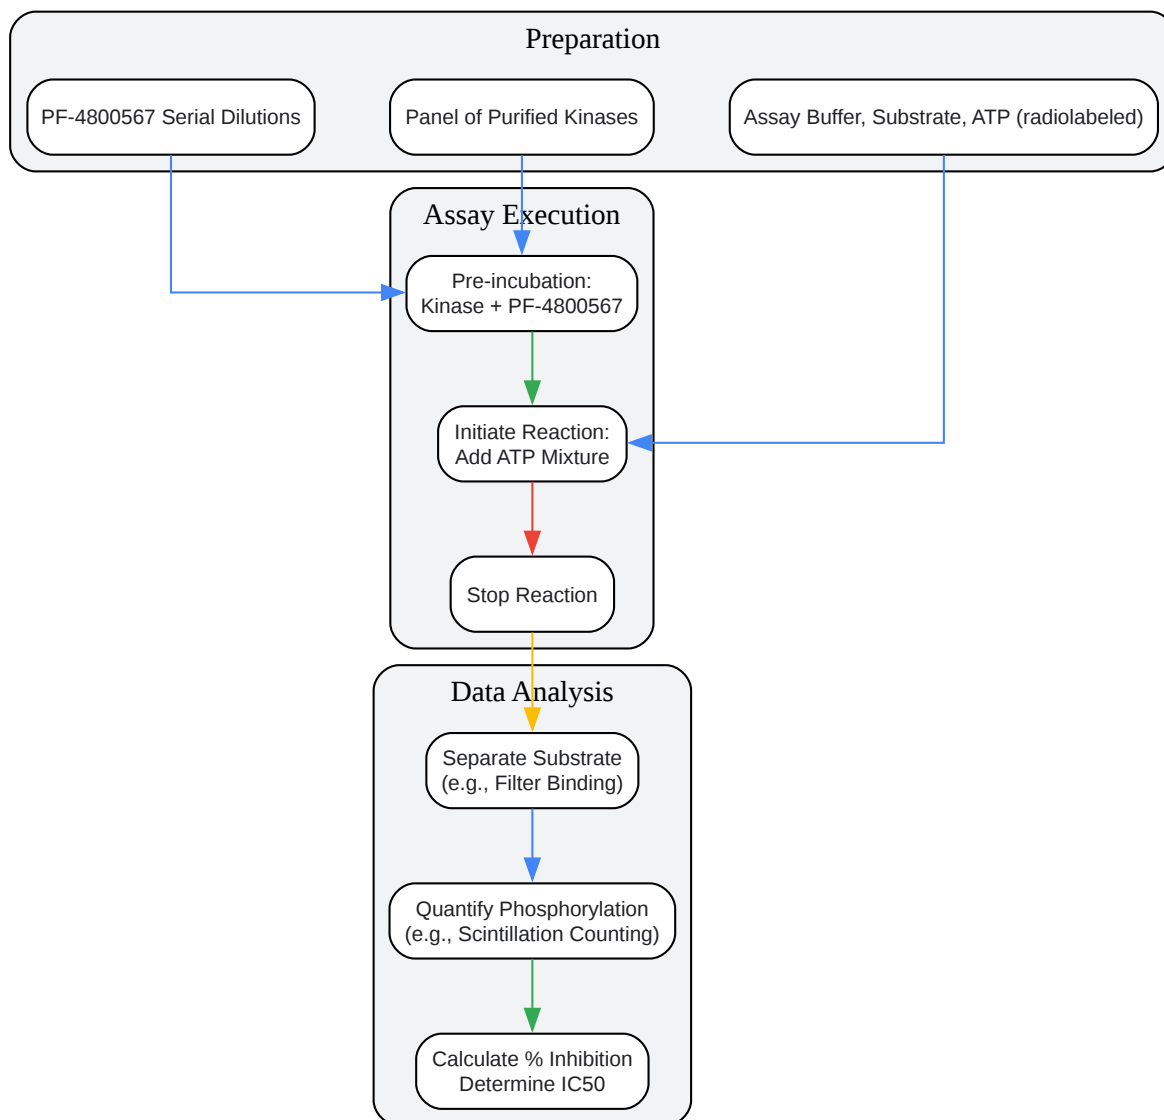 Preparation
PF-4800567 Serial Dilutions
Panel of Purified Kinases
Assay Buffer, Substrate, ATP (radiolabeled)
Assay Execution
Pre-incubation:
Kinase + PF-4800567
Initiate Reaction:
Add ATP Mixture
Stop Reaction
Data Analysis
Separate Substrate
(e.g., Filter Binding)
Quantify Phosphorylation
(e.g., Scintillation Counting)
Calculate % Inhibition
Determine IC50